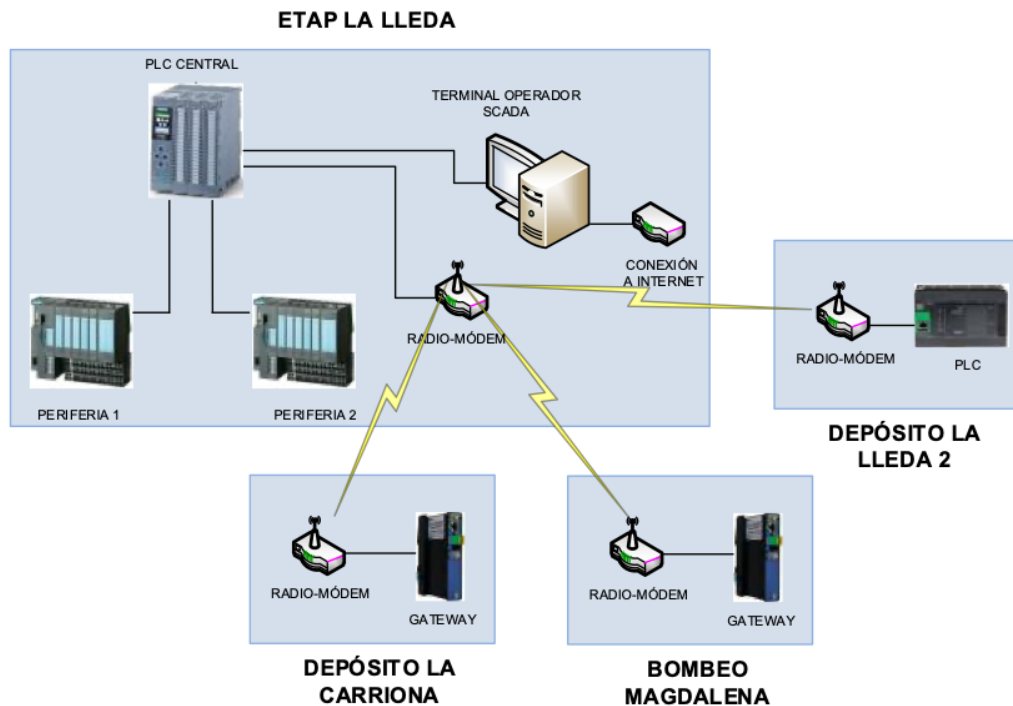 ETAP LA LLEDA
PLC CENTRAL
TERMINAL OPERADOR
SCADA
CONEXIÓN
A INTERNET
RADIO-MÓDEM
PERIFERIA 1
PERIFERIA 2
RADIO-MÓDEM
PLC
DEPÓSITO LA
LLEDA 2
RADIO-MÓDEM
GATEWAY
DEPÓSITO LA
CARRIONA
RADIO-MÓDEM
GATEWAY
BOMBEO
MAGDALENA